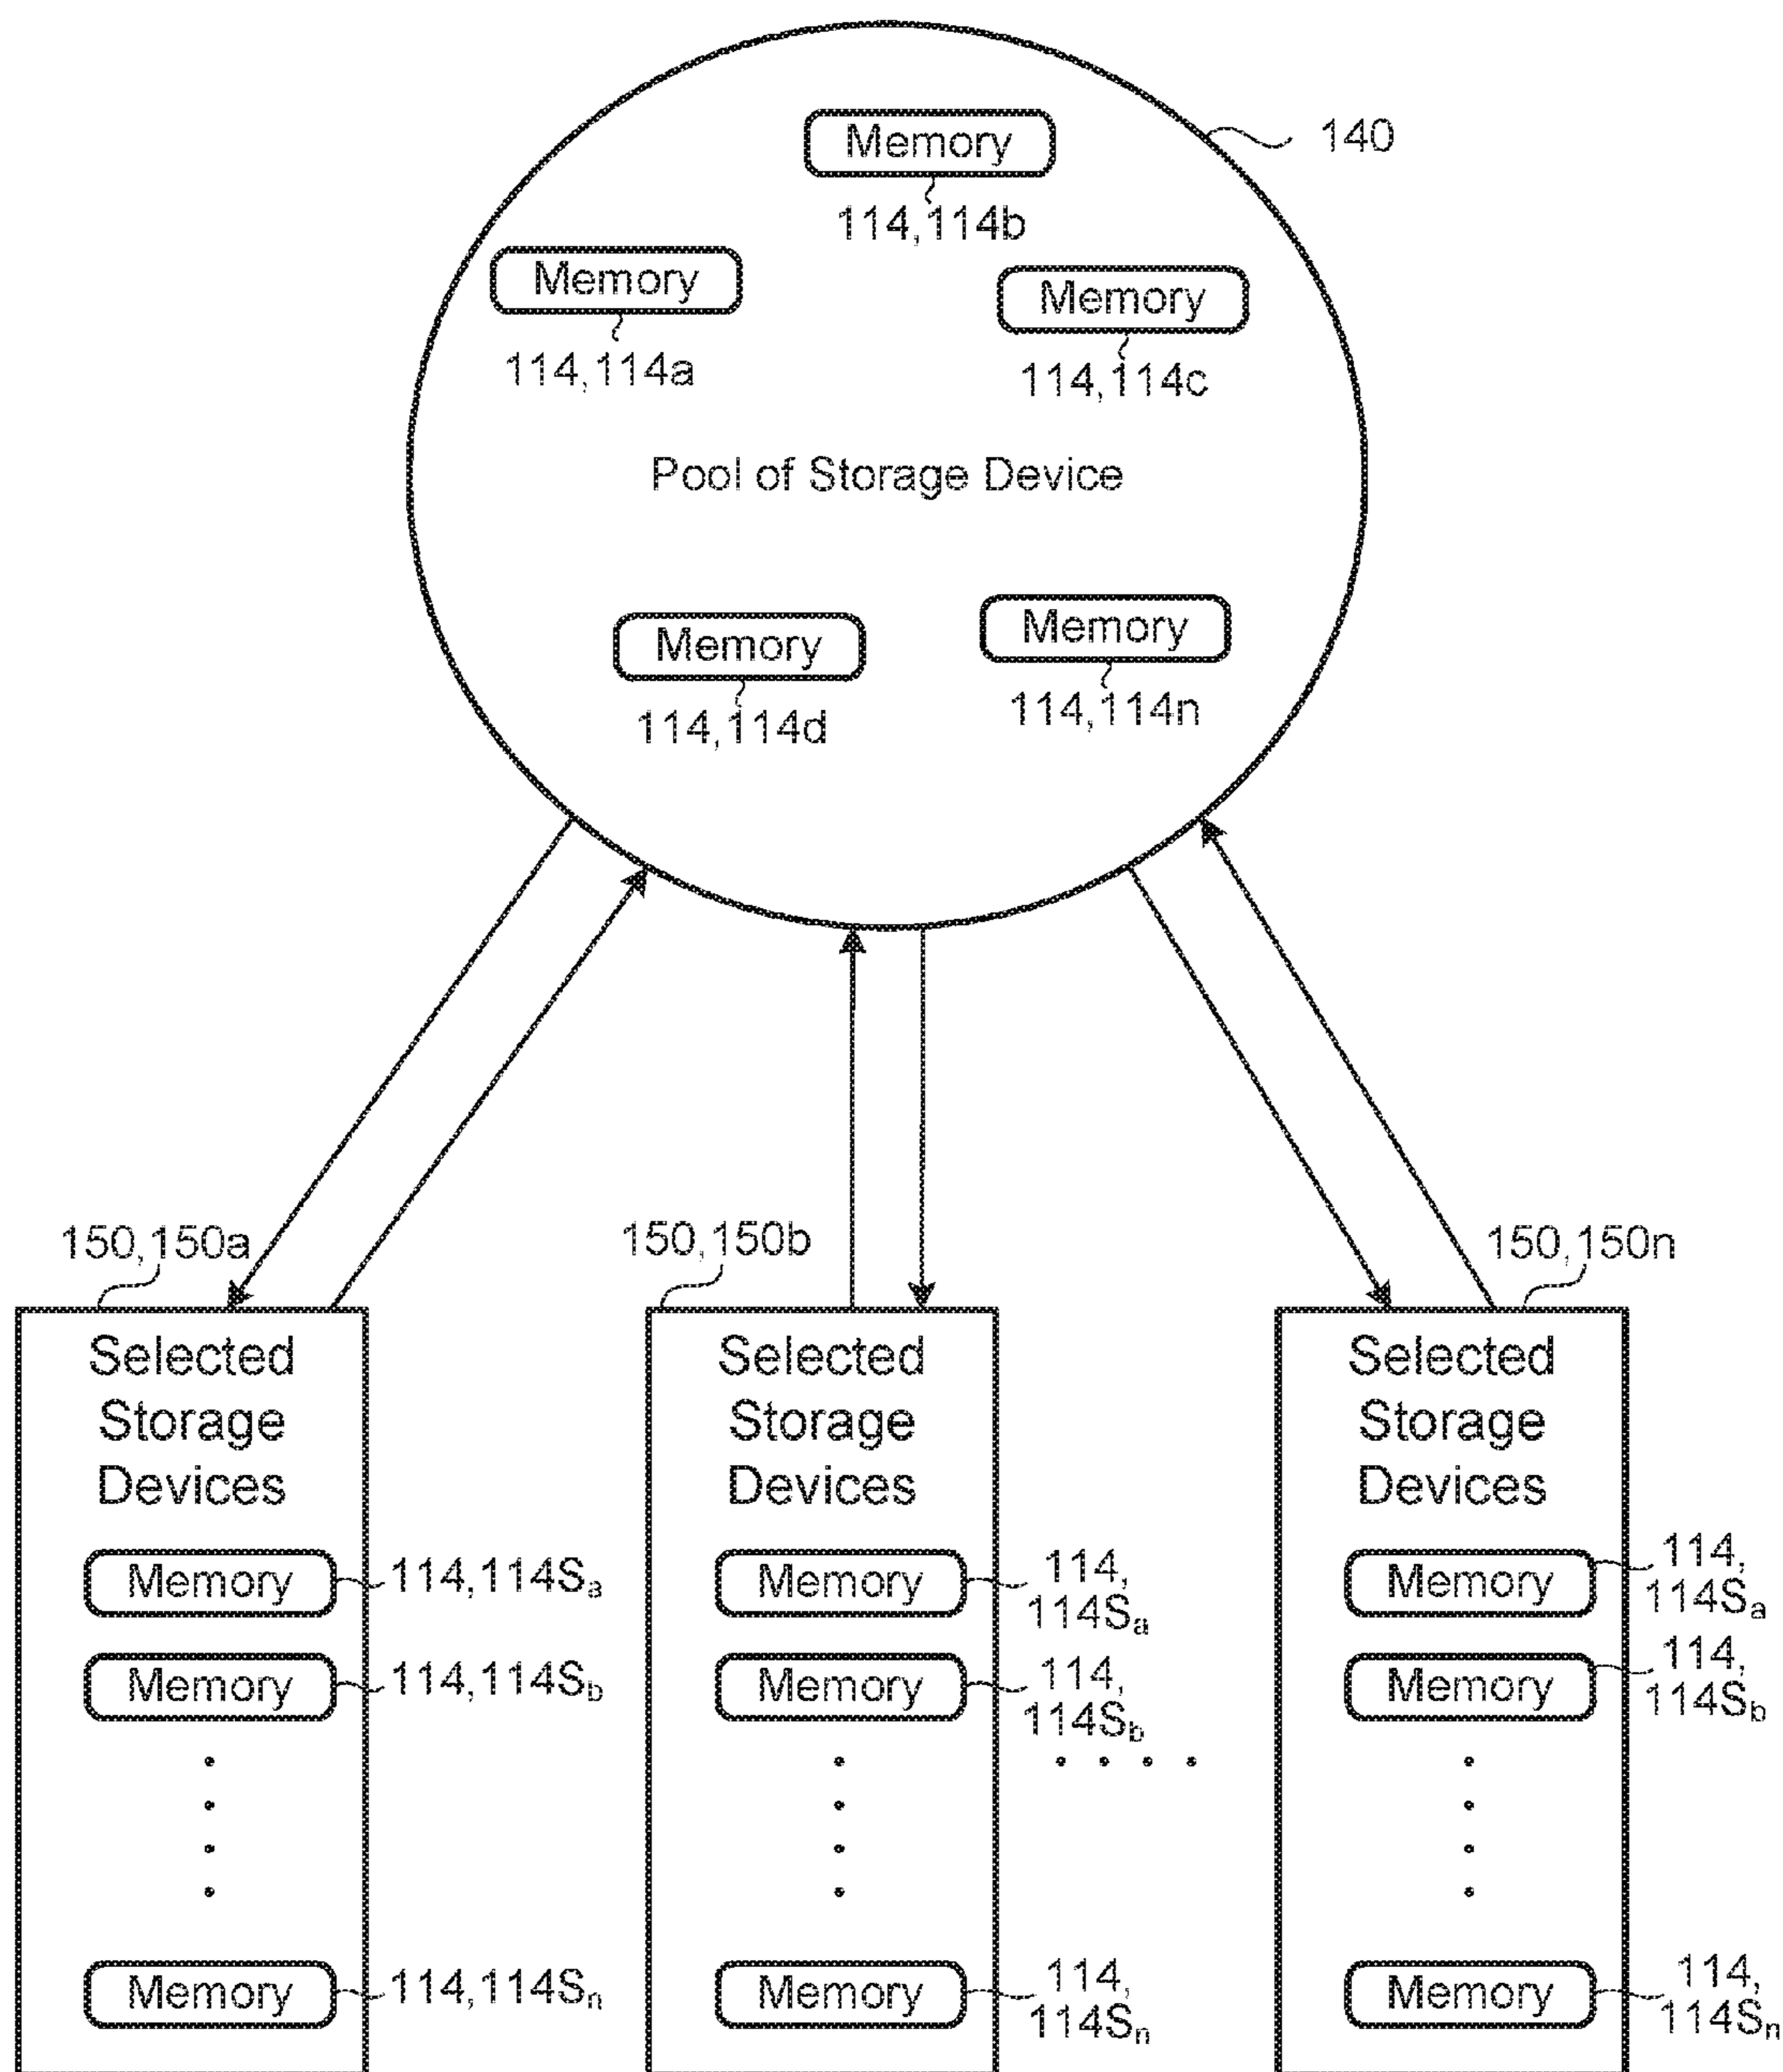 140
Memory
114,114b
Memory
114,114a
Memory
114,114c
Pool of Storage Device
Memory
114,114d
Memory
114,114n
150,150a
Selected
Storage
Devices
Memory
114,114Sa
Memory
114,114Sb
Memory
114,114Sn
150,150b
Selected
Storage
Devices
Memory
114,
114Sa
Memory
114,
114Sb
Memory
114,
114Sn
150,150n
Selected
Storage
Devices
Memory
114,
114Sa
Memory
114,
114Sb
Memory
114,
114Sn